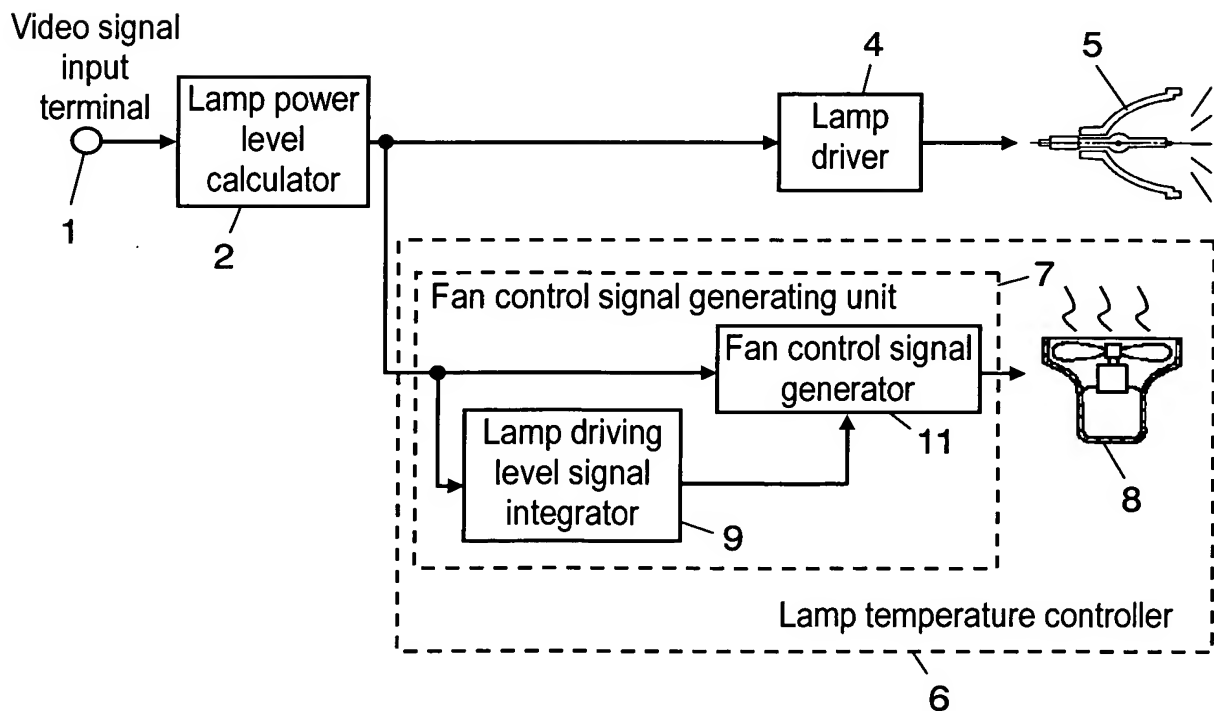 Video signal
input
terminal
1
Lamp power
level
calculator
2
4
Lamp
driver
5
7
Fan control signal generating unit
Fan control signal
generator
11
Lamp driving
level signal
integrator
9
8
Lamp temperature controller
6